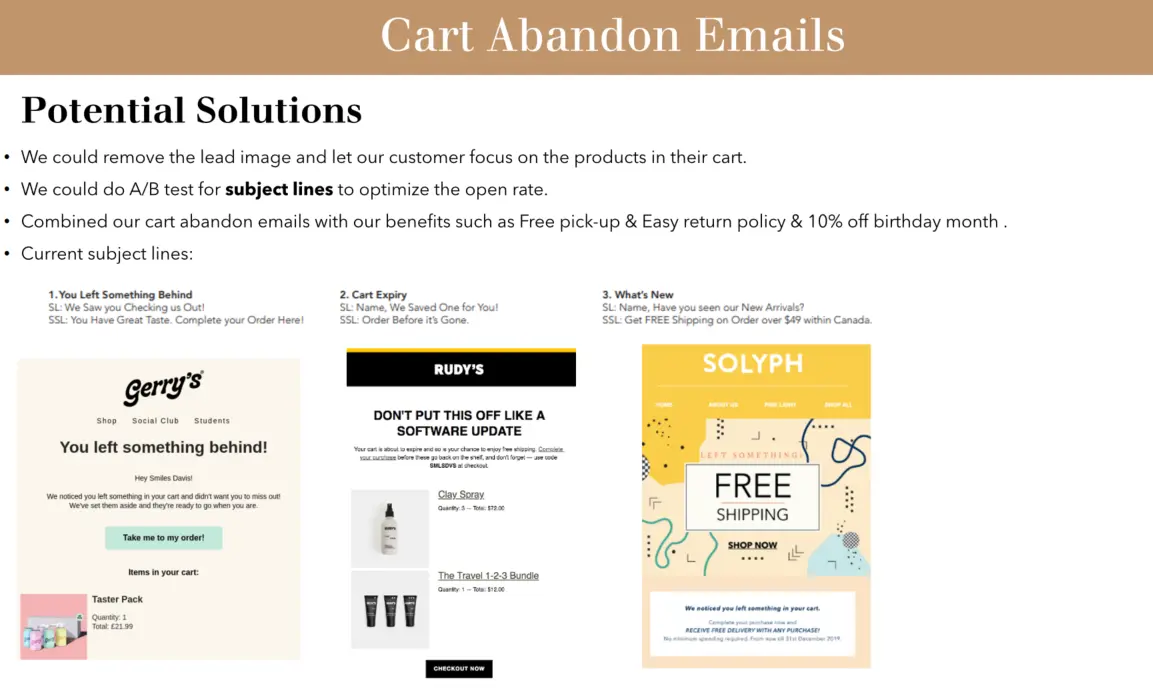 Cart Abandon Emails
Potential Solutions
• We could remove the lead image and let our customer focus on the products in their cart.
• We could do A/B test for subject lines to optimize the open rate.
• Combined our cart abandon emails with our benefits such as Free pick-up & Easy return policy & 10% off birthday month .
• Current subject lines:
1. You Left Something Behind
SL: We Saw you Checking us Out!
SSL: You Have Great Taste. Complete your Order Here!
2. Cart Expiry
SL: Name, We Saved One for You!
SSL: Order Before it's Gone.
3. What's New
SL: Name, Have you seen our New Arrivals?
SSL: Get FREE Shipping on Order over $49 within Canada.
Gerry's
Shop Social Club Students
You left something behind!
Hey Smiles Davis!
We noticed you left something in your cart and didn't want you to miss out!
We've set them aside and they're ready to go when you are.
Take me to my order!
Items in your cart:
Taster Pack
Quantity: 1
Total: £21.99
RUDY'S
DON'T PUT THIS OFF LIKE A
SOFTWARE UPDATE
Your cart is about to expire and so is your chance to enjoy free shipping. Complete
your purchase before these go back on the shelf, and don't forget — use code
SMLSDVS at checkout.
Clay Spray
Quantity: 5 — Total: $72.00
The Travel 1-2-3 Bundle
Quantity: 1 — Total: $12.00
CHECKOUT NOW
SOLYPH
HOME ABOUT US SHOP ALL
LEFT SOMETHING?
FREE
SHIPPING
SHOP NOW
We noticed you left something in your cart.
Complete your purchase now and
RECEIVE FREE DELIVERY WITH ANY PURCHASE!
No minimum spending required. From now till 31st December 2019.